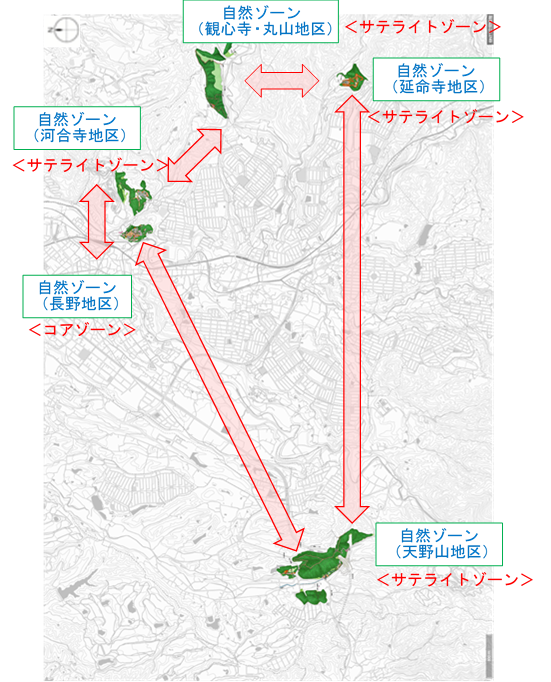 自然ゾーン
（観心寺・丸山地区）
＜サテライトゾーン＞
自然ゾーン
（延命寺地区）
＜サテライトゾーン＞
自然ゾーン
（河合寺地区）
＜サテライトゾーン＞
自然ゾーン
（長野地区）
＜コアゾーン＞
自然ゾーン
（天野山地区）
＜サテライトゾーン＞